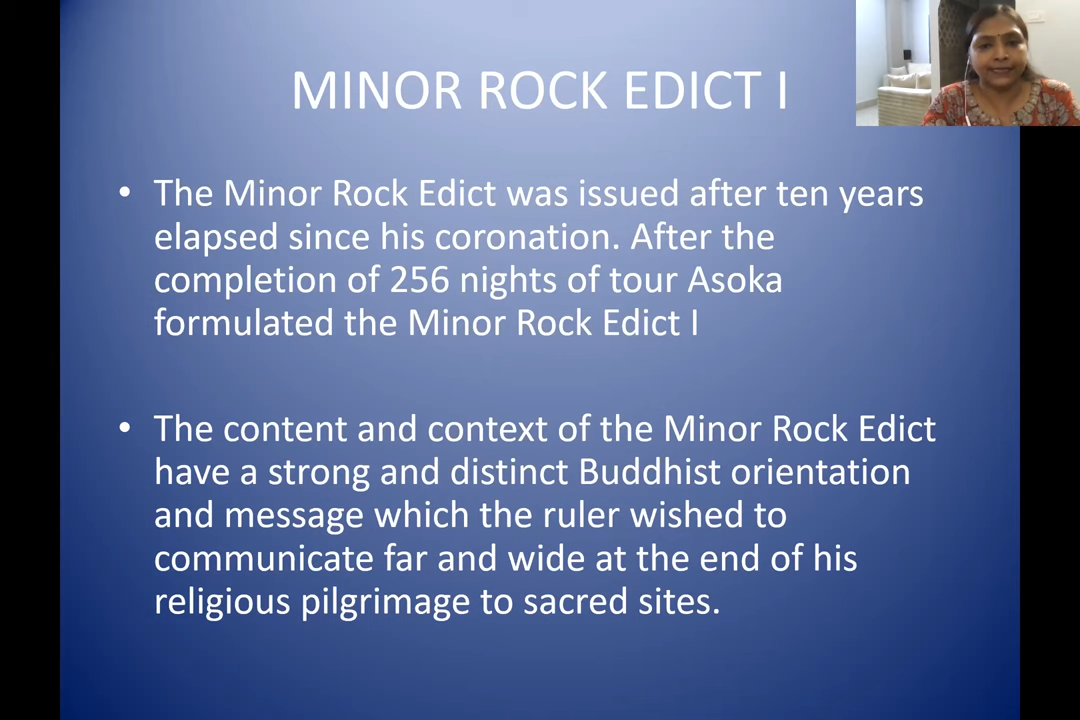 MINOR ROCK EDICT I
• The Minor Rock Edict was issued after ten years
elapsed since his coronation. After the
completion of 256 nights of tour Asoka
formulated the Minor Rock Edict I
• The content and context of the Minor Rock Edict
have a strong and distinct Buddhist orientation
and message which the ruler wished to
communicate far and wide at the end of his
religious pilgrimage to sacred sites.